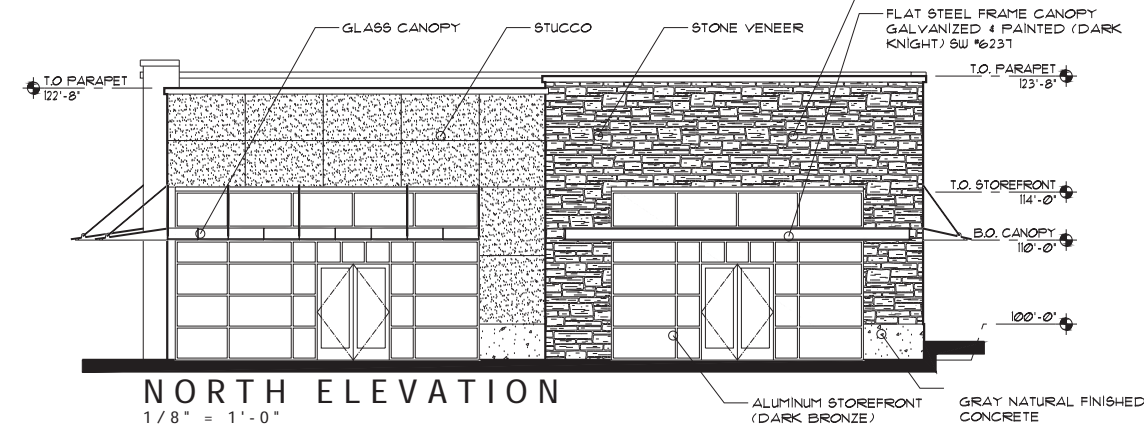 GLASS CANOPY
STUCCO
STONE VENEER
FLAT STEEL FRAME CANOPY
GALVANIZED & PAINTED (DARK
KNIGHT) SW #6237
T.O PARAPET
122'-8"
T.O. PARAPET
123'-8"
T.O. STOREFRONT
114'-0"
B.O. CANOPY
110'-0"
100'-0"
NORTH ELEVATION
1/8" = 1'-0"
ALUMINUM STOREFRONT
(DARK BRONZE)
GRAY NATURAL FINISHED
CONCRETE